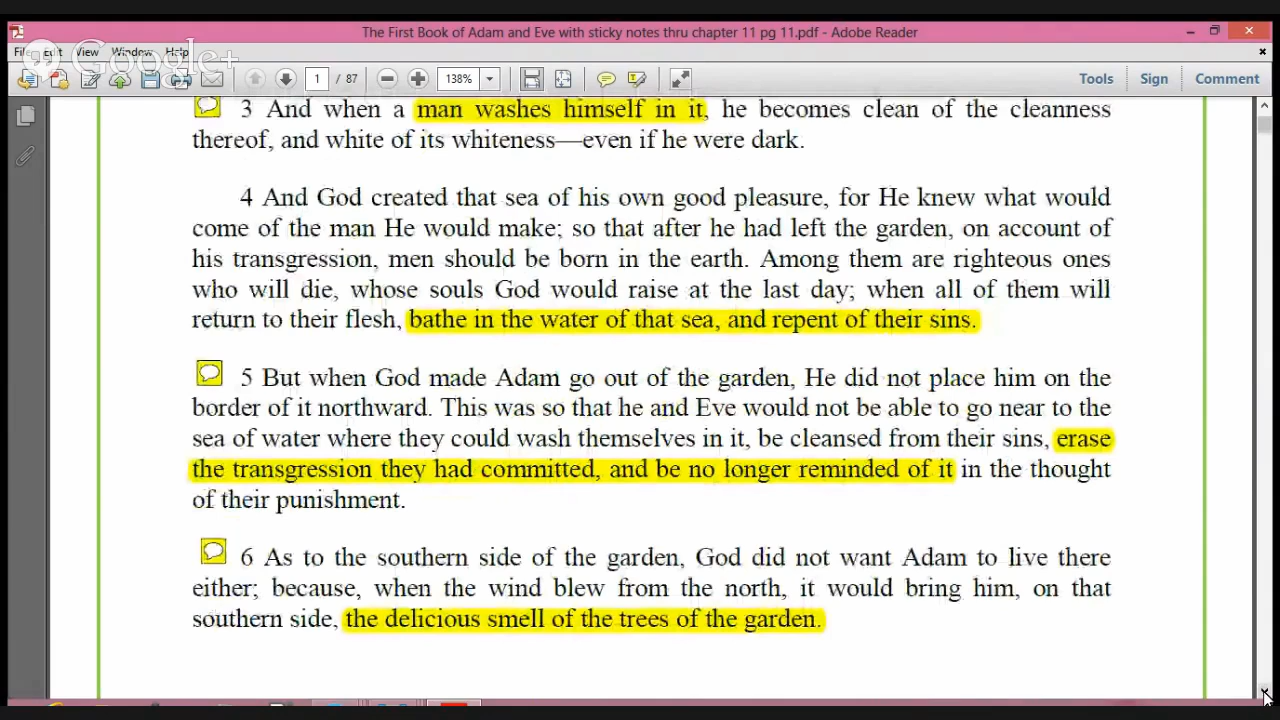 The First Book of Adam and Eve with sticky notes thru chapter 11 pg 11.pdf - Adobe Reader
File Edit View Window Help
Google+
1 / 87 138% Tools Sign Comment
3 And when a man washes himself in it, he becomes clean of the cleanness
thereof, and white of its whiteness—even if he were dark.
4 And God created that sea of his own good pleasure, for He knew what would
come of the man He would make; so that after he had left the garden, on account of
his transgression, men should be born in the earth. Among them are righteous ones
who will die, whose souls God would raise at the last day; when all of them will
return to their flesh, bathe in the water of that sea, and repent of their sins.
5 But when God made Adam go out of the garden, He did not place him on the
border of it northward. This was so that he and Eve would not be able to go near to the
sea of water where they could wash themselves in it, be cleansed from their sins, erase
the transgression they had committed, and be no longer reminded of it in the thought
of their punishment.
6 As to the southern side of the garden, God did not want Adam to live there
either; because, when the wind blew from the north, it would bring him, on that
southern side, the delicious smell of the trees of the garden.